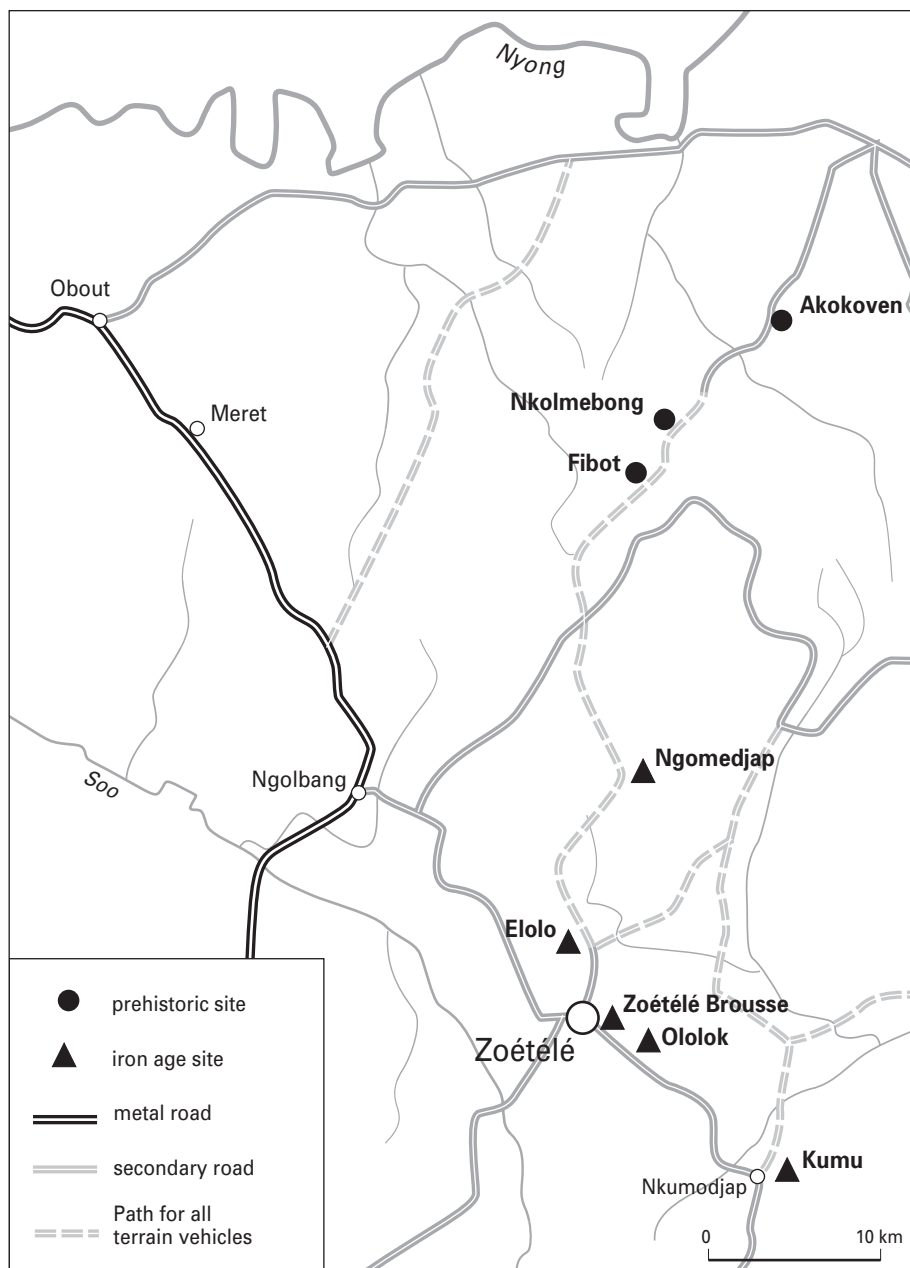 Nyong
Obout
Akokoven
Meret
Nkolmebong
Fibot
Ngomedjap
Soo
Ngolbang
Elolo
Zoétélé Brousse
Zoétélé
Ololok
Kumu
Nkumodjap
prehistoric site
iron age site
metal road
secondary road
Path for all
terrain vehicles
0 10 km